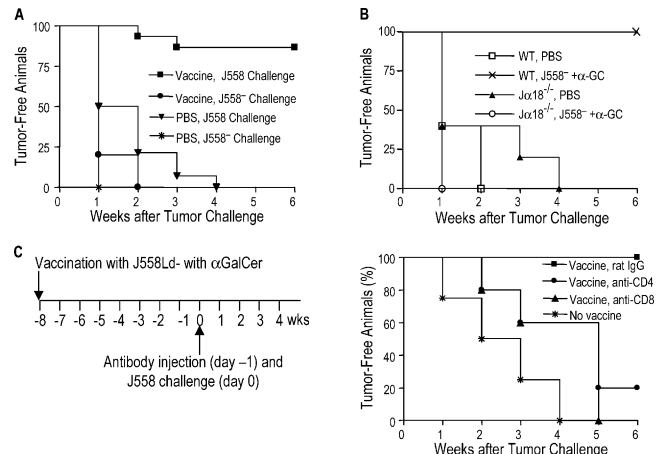 A
Tumor-Free Animals
100
75
50
25
0
Vaccine, J558 Challenge
Vaccine, J558⁻ Challenge
PBS, J558 Challenge
PBS, J558⁻ Challenge
0 1 2 3 4 5 6
Weeks after Tumor Challenge
B
Tumor-Free Animals
100
75
50
25
0
WT, PBS
WT, J558⁻ +α-GC
Jα18⁻/⁻, PBS
Jα18⁻/⁻, J558⁻ +α-GC
0 1 2 3 4 5 6
Weeks after Tumor Challenge
C
Vaccination with J558Ld- with αGalCer
-8 -7 -6 -5 -4 -3 -2 -1 0 1 2 3 4 wks
Antibody injection (day –1) and
J558 challenge (day 0)
Tumor-Free Animals (%)
100
80
60
40
20
0
Vaccine, rat IgG
Vaccine, anti-CD4
Vaccine, anti-CD8
No vaccine
0 1 2 3 4 5 6
Weeks after Tumor Challenge